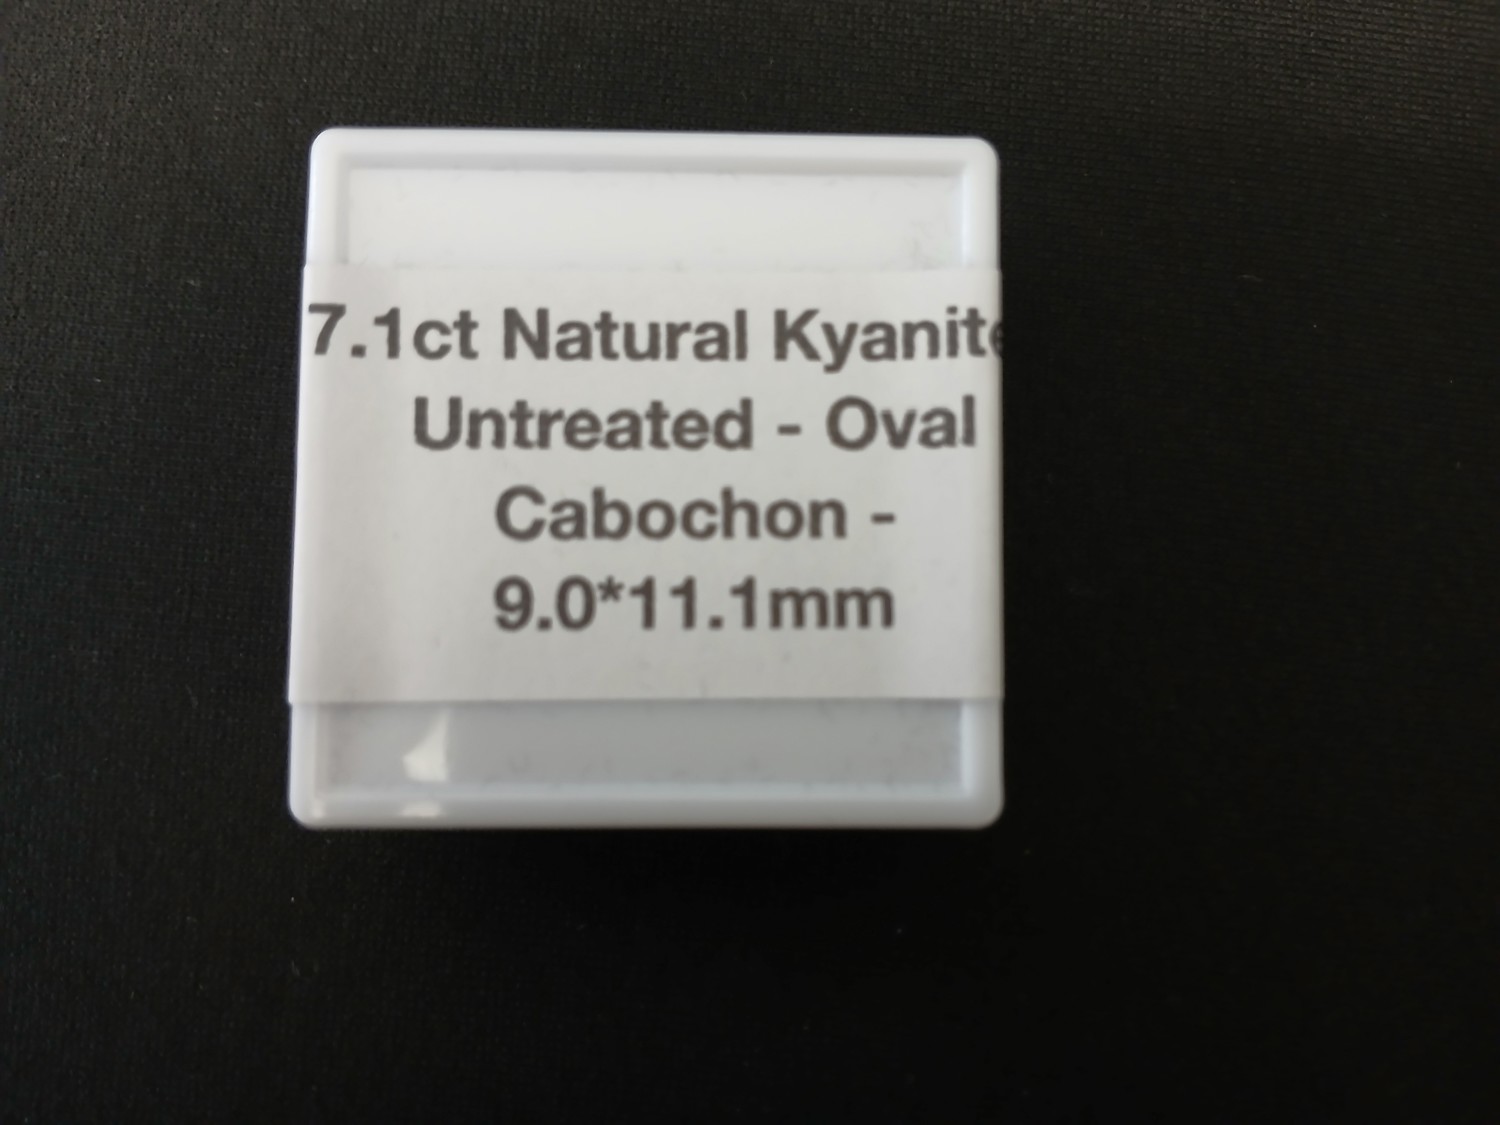 7.1ct Natural Kyanite
Untreated - Oval
Cabochon -
9.0*11.1mm